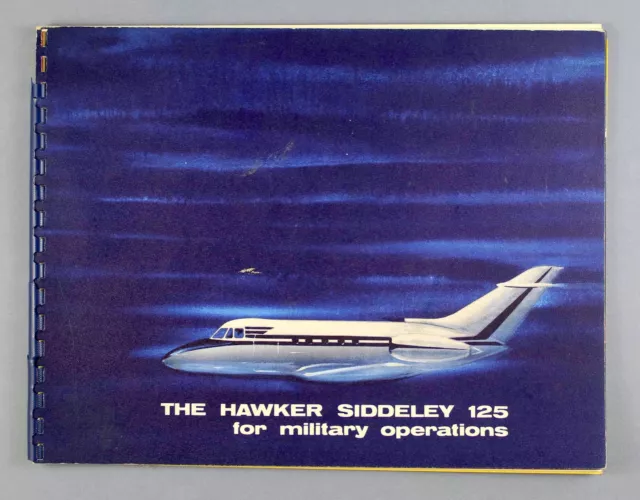 THE HAWKER SIDDELEY 125
for military operations